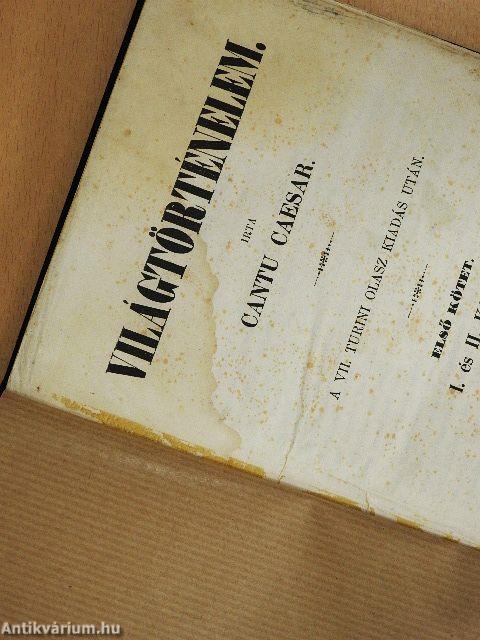 VILÁGTÖRTÉNELEM.
IRTA
CANTU CAESAR.
A VII. TURINI OLASZ KIADÁS UTÁN.
ELSŐ KÖTET.
I. és II.
Antikvárium.hu